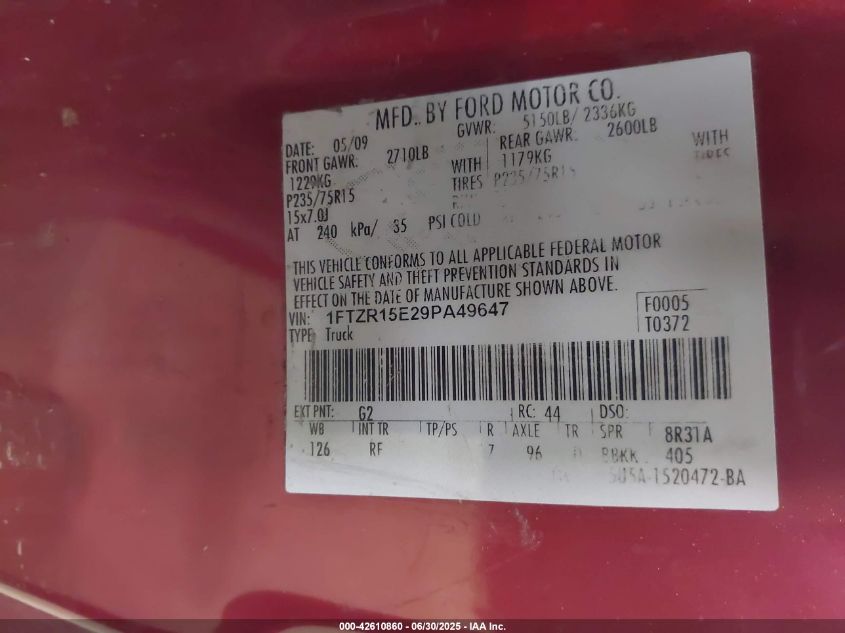 MFD. BY FORD MOTOR CO.
DATE: 05/09 GVWR: 5150LB/ 2336KG
FRONT GAWR: 2710LB REAR GAWR: 2600LB
1229KG WITH 1179KG WITH
P235/75R15 TIRES P235/75R15 TIRES
15x7.0J
AT 240 kPa/ 35 PSI COLD
THIS VEHICLE CONFORMS TO ALL APPLICABLE FEDERAL MOTOR
VEHICLE SAFETY AND THEFT PREVENTION STANDARDS IN
EFFECT ON THE DATE OF MANUFACTURE SHOWN ABOVE.
VIN: 1FTZR15E29PA49647 F0005
TYPE: Truck T0372
EXT PNT: G2 RC: 44 DSO:
WB INT TR TP/PS R AXLE TR SPR 8R31A
126 RF 7 96 D BBKK 405
5U5A-1520472-BA
000-42610860 - 06/30/2025 - IAA Inc.